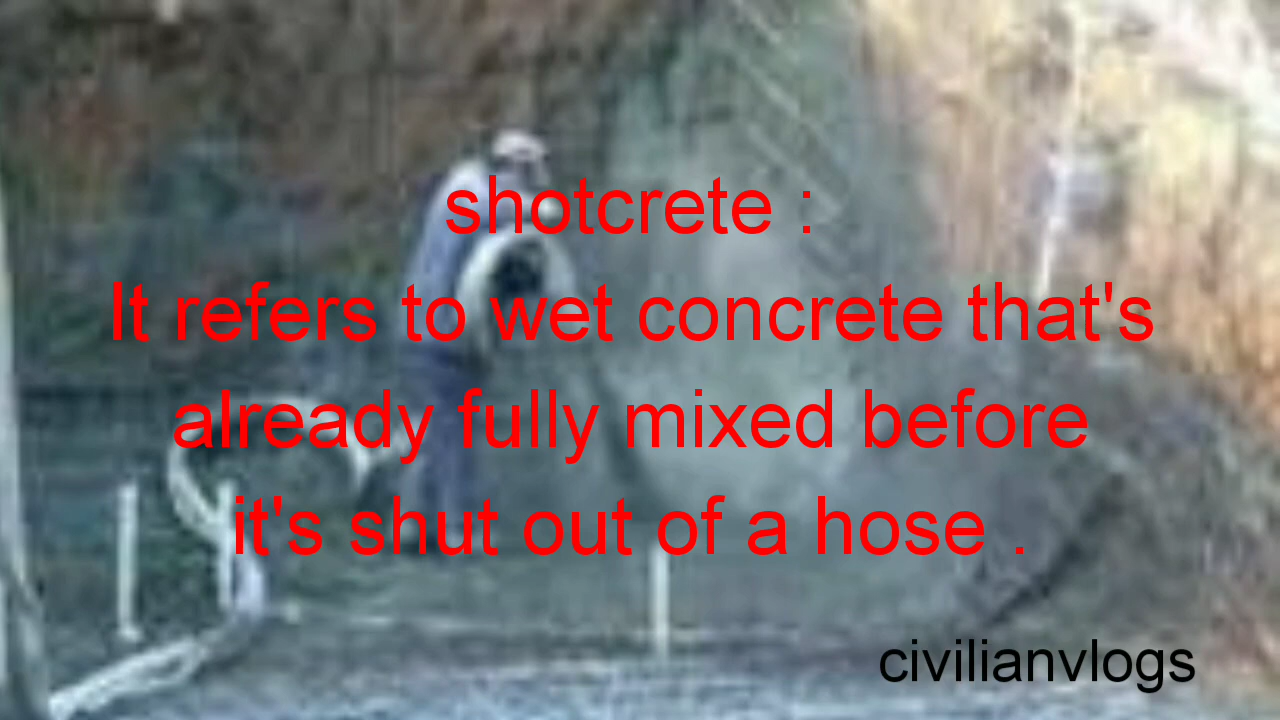 shotcrete :
It refers to wet concrete that's
already fully mixed before
it's shut out of a hose .
civilianvlogs